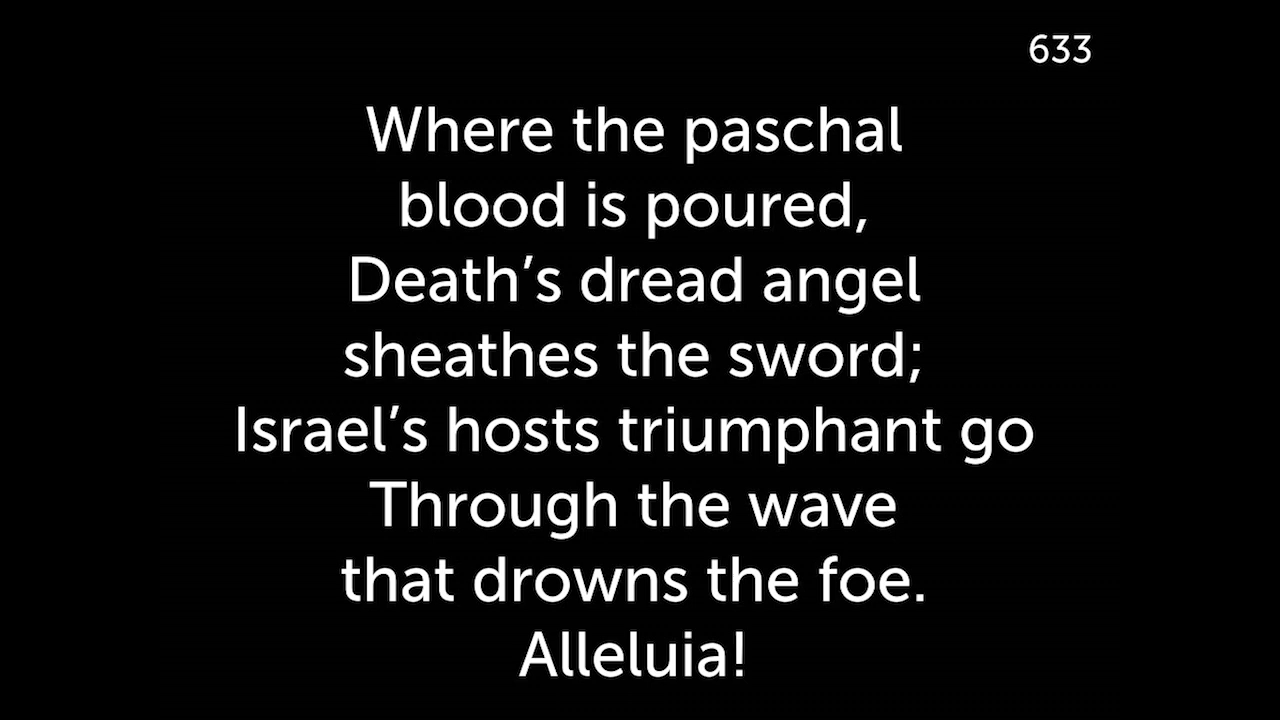 633
Where the paschal
blood is poured,
Death’s dread angel
sheathes the sword;
Israel’s hosts triumphant go
Through the wave
that drowns the foe.
Alleluia!